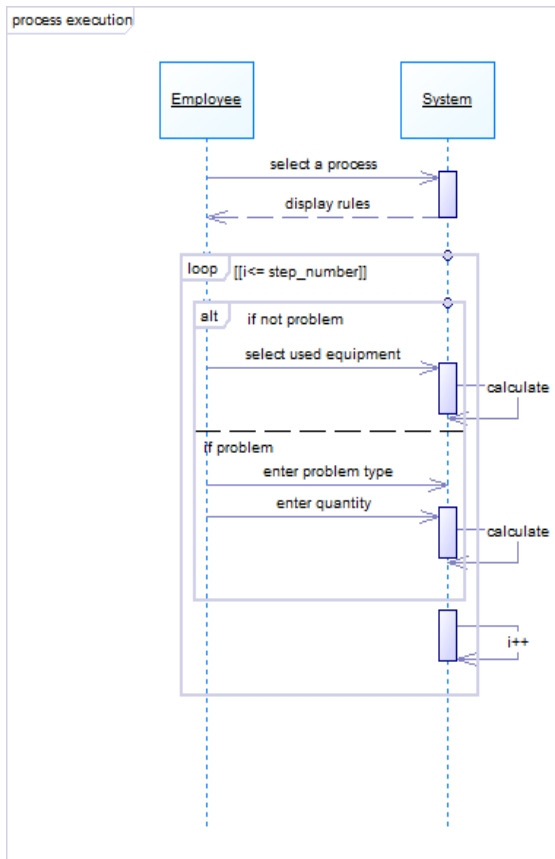 process execution
Employee
System
select a process
display rules
loop
[[i<= step_number]]
alt
if not problem
select used equipment
calculate
if problem
enter problem type
enter quantity
calculate
i++